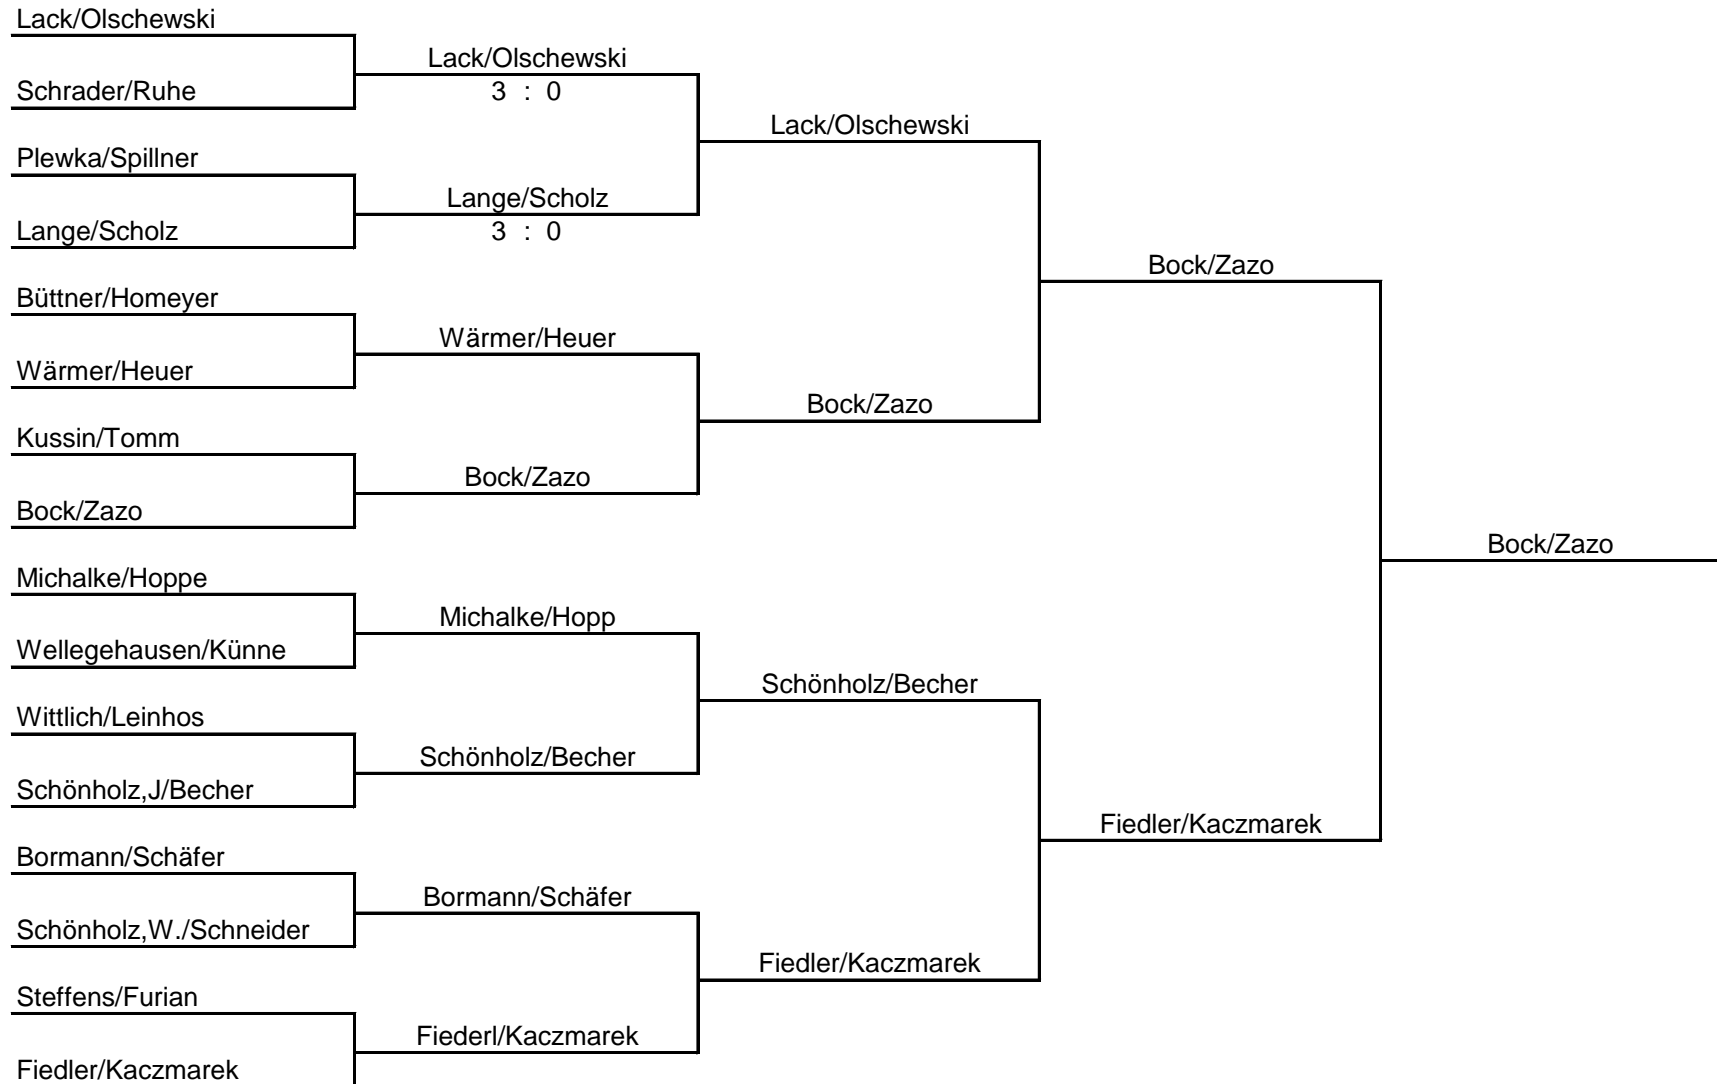 Lack/Olschewski
Lack/Olschewski
Schrader/Ruhe
3 : 0
Lack/Olschewski
Plewka/Spillner
Lange/Scholz
Lange/Scholz
3 : 0
Bock/Zazo
Büttner/Homeyer
Wärmer/Heuer
Wärmer/Heuer
Bock/Zazo
Kussin/Tomm
Bock/Zazo
Bock/Zazo
Bock/Zazo
Michalke/Hoppe
Michalke/Hopp
Wellegehausen/Künne
Schönholz/Becher
Wittlich/Leinhos
Schönholz/Becher
Schönholz,J/Becher
Fiedler/Kaczmarek
Bormann/Schäfer
Bormann/Schäfer
Schönholz,W./Schneider
Fiedler/Kaczmarek
Steffens/Furian
Fiederl/Kaczmarek
Fiedler/Kaczmarek